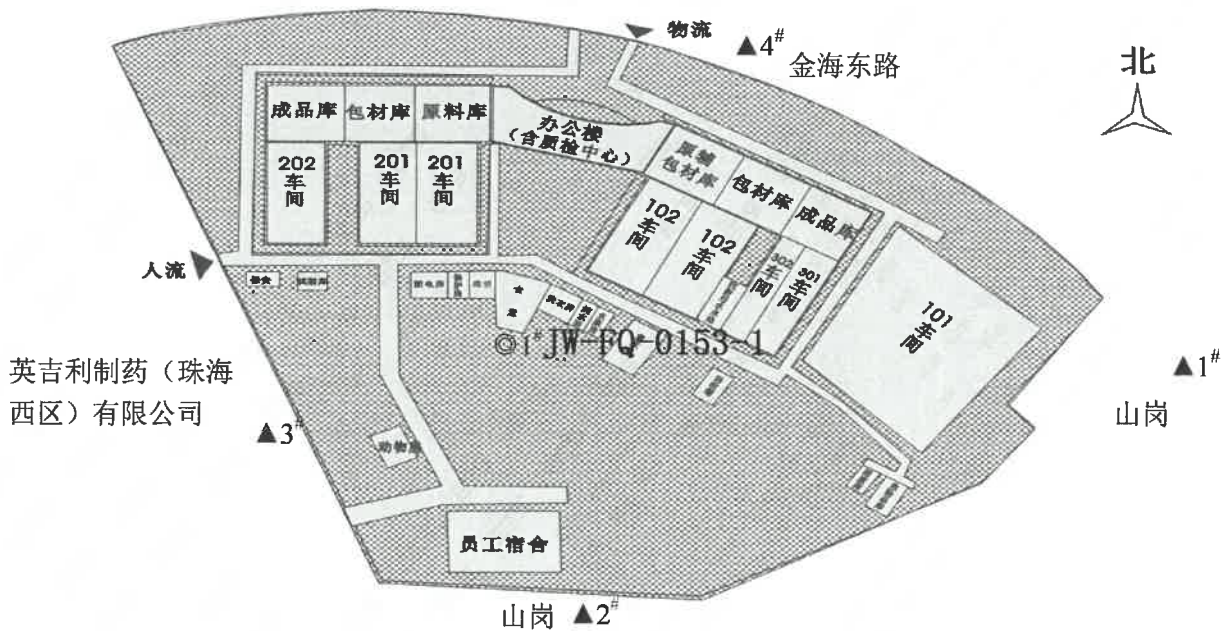 物流
▲4#
金海东路
北
成品库
包材库
原料库
办公楼
(含质检中心)
原辅
包材库
包材库
成品库
202
车间
201
车间
201
车间
102
车间
102
车间
302
车间
301
车间
101
车间
人流
◎1# JW-FQ-0153-1
▲1#
山岗
英吉利制药（珠海
西区）有限公司
▲3#
动物房
员工宿舍
山岗 ▲2#